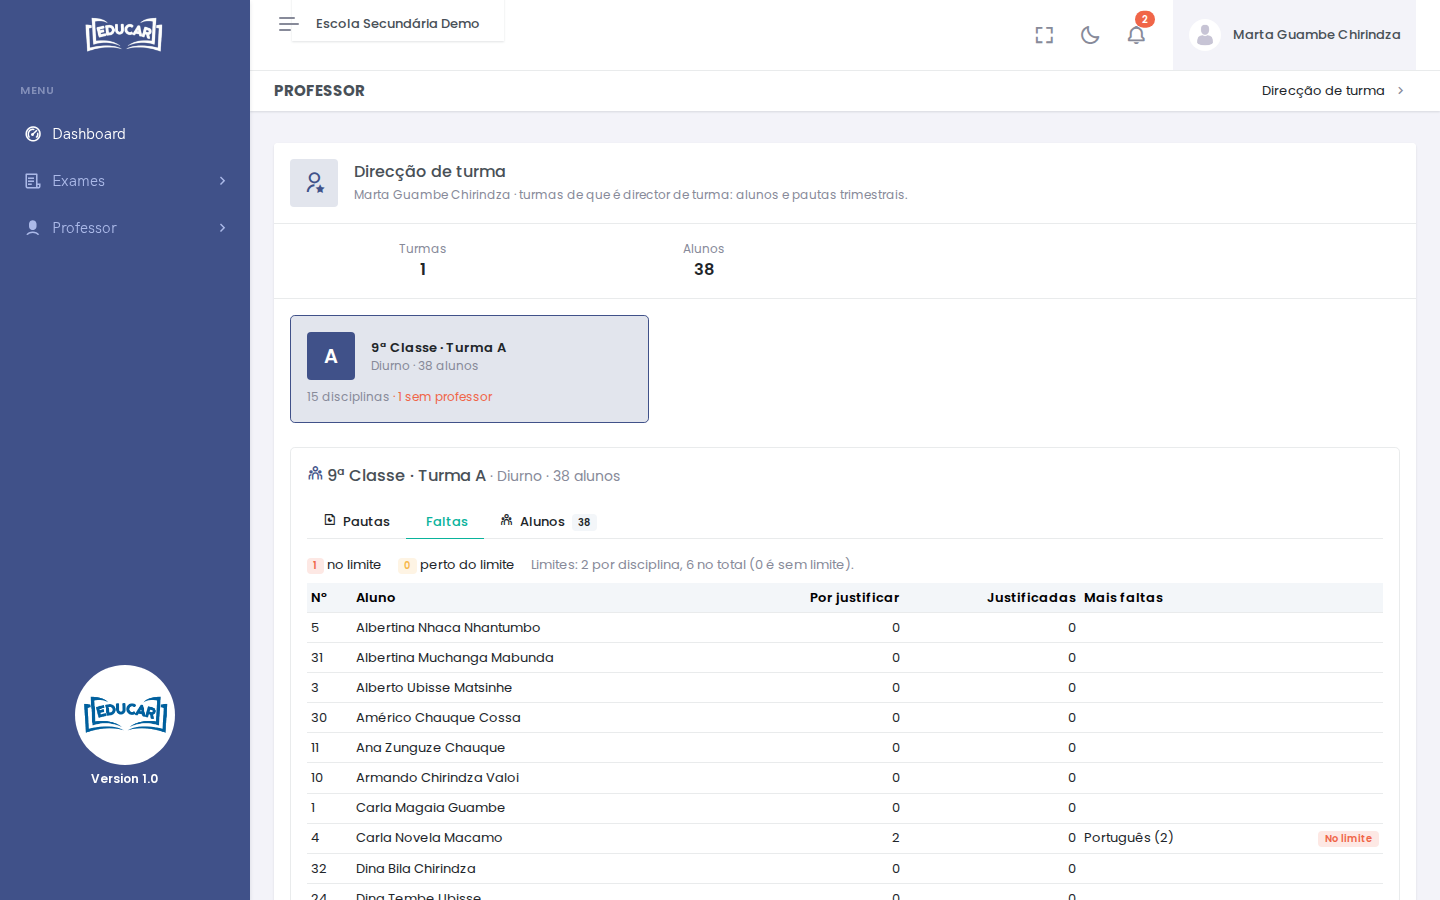 EDUCAR
Escola Secundária Demo
2
Marta Guambe Chirindza
MENU
PROFESSOR
Direcção de turma
Dashboard
Exames
Professor
Direcção de turma
Marta Guambe Chirindza · turmas de que é director de turma: alunos e pautas trimestrais.
Turmas
1
Alunos
38
A
9ª Classe · Turma A
Diurno · 38 alunos
15 disciplinas · 1 sem professor
9ª Classe · Turma A · Diurno · 38 alunos
Pautas
Faltas
Alunos 38
1 no limite 0 perto do limite Limites: 2 por disciplina, 6 no total (0 é sem limite).
Nº Aluno Por justificar Justificadas Mais faltas
5 Albertina Nhaca Nhantumbo 0 0
31 Albertina Muchanga Mabunda 0 0
3 Alberto Ubisse Matsinhe 0 0
30 Américo Chauque Cossa 0 0
11 Ana Zunguze Chauque 0 0
10 Armando Chirindza Valoi 0 0
1 Carla Magaia Guambe 0 0
4 Carla Novela Macamo 2 0 Português (2) No limite
32 Dina Bila Chirindza 0 0
24 Dina Tembe Ubisse 0 0
EDUCAR
Version 1.0